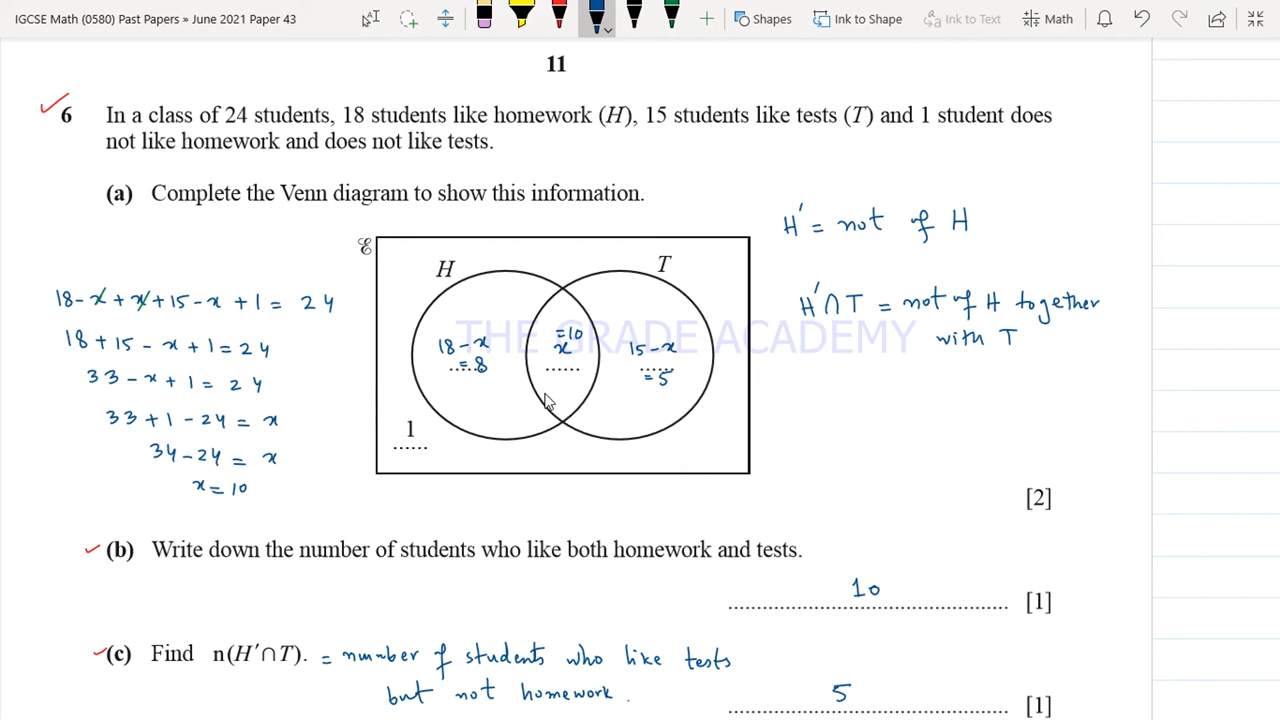 IGCSE Math (0580) Past Papers » June 2021 Paper 43
Shapes
Ink to Shape
Ink to Text
Math
11
6 In a class of 24 students, 18 students like homework (H), 15 students like tests (T) and 1 student does
not like homework and does not like tests.
(a) Complete the Venn diagram to show this information.
H' = not of H
ℰ
H
T
H'∩T = not of H together
with T
18 - x + x + 15 - x + 1 = 24
18 + 15 - x + 1 = 24
33 - x + 1 = 24
33 + 1 - 24 = x
34 - 24 = x
x = 10
THE GRADE ACADEMY
18 - x
= 8
= 10
x
15 - x
= 5
1
[2]
(b) Write down the number of students who like both homework and tests.
10
[1]
(c) Find n(H'∩T). = number of students who like tests
but not homework.
5
[1]